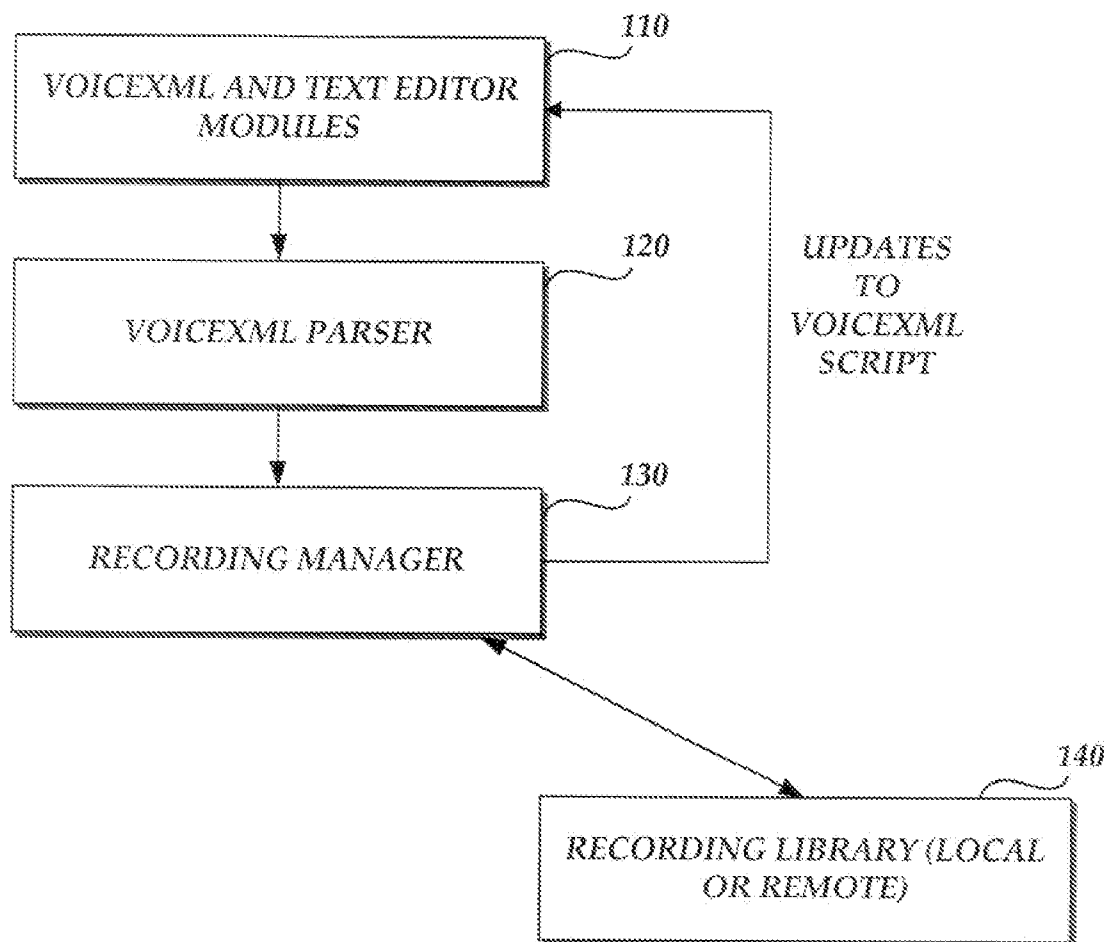 110
VOICEXML AND TEXT EDITOR
MODULES
120
VOICEXML PARSER
UPDATES
TO
VOICEXML
SCRIPT
130
RECORDING MANAGER
140
RECORDING LIBRARY (LOCAL
OR REMOTE)